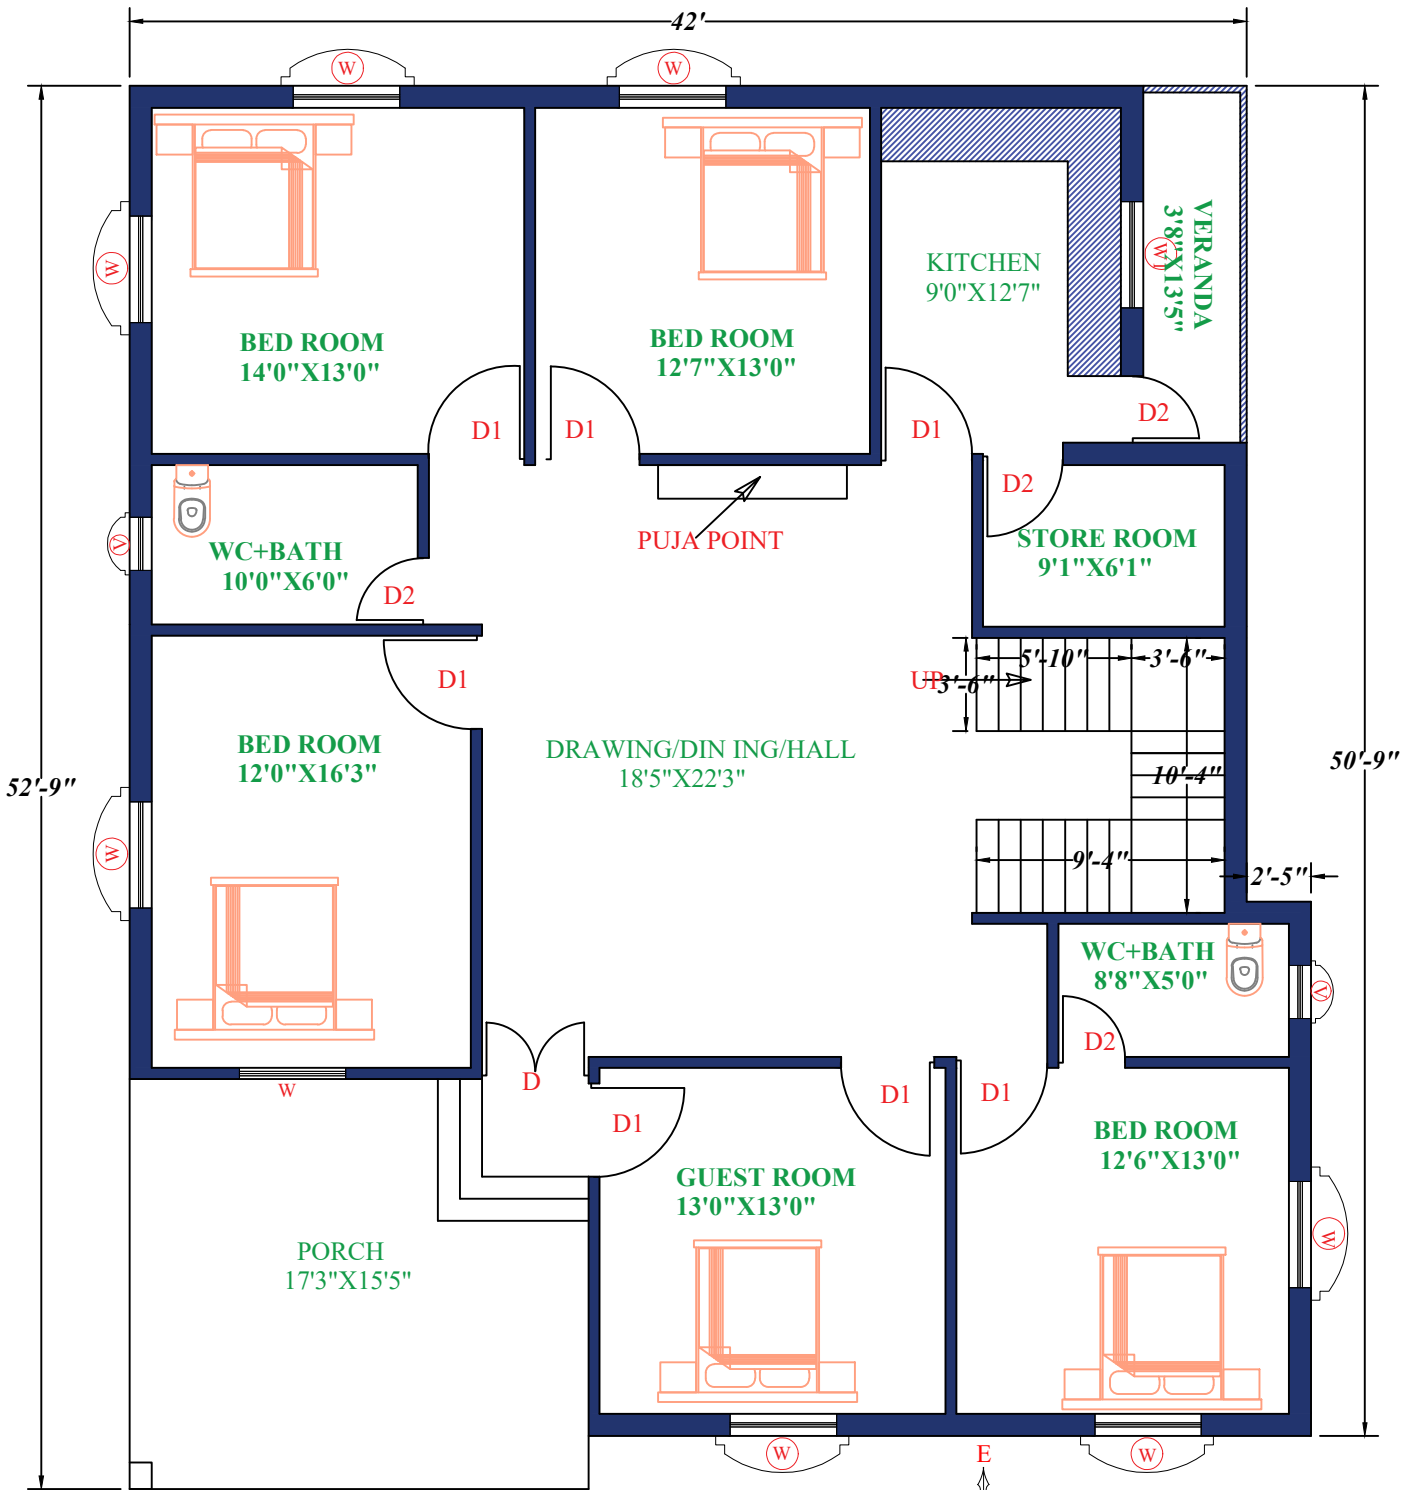 42'
W
W
W
BED ROOM
14'0"X13'0"
BED ROOM
12'7"X13'0"
KITCHEN
9'0"X12'7"
W1
VERANDA
3'8"X13'5"
D1
D1
D1
D2
D2
PUJA POINT
STORE ROOM
9'1"X6'1"
V
WC+BATH
10'0"X6'0"
D2
D1
UP
5'-10"
3'-6"
3'-6"
BED ROOM
12'0"X16'3"
DRAWING/DIN ING/HALL
18'5"X22'3"
10'-4"
52'-9"
50'-9"
W
9'-4"
2'-5"
WC+BATH
8'8"X5'0"
V
D2
W
D
D1
D1
D1
BED ROOM
12'6"X13'0"
GUEST ROOM
13'0"X13'0"
W
PORCH
17'3"X15'5"
W
W
E